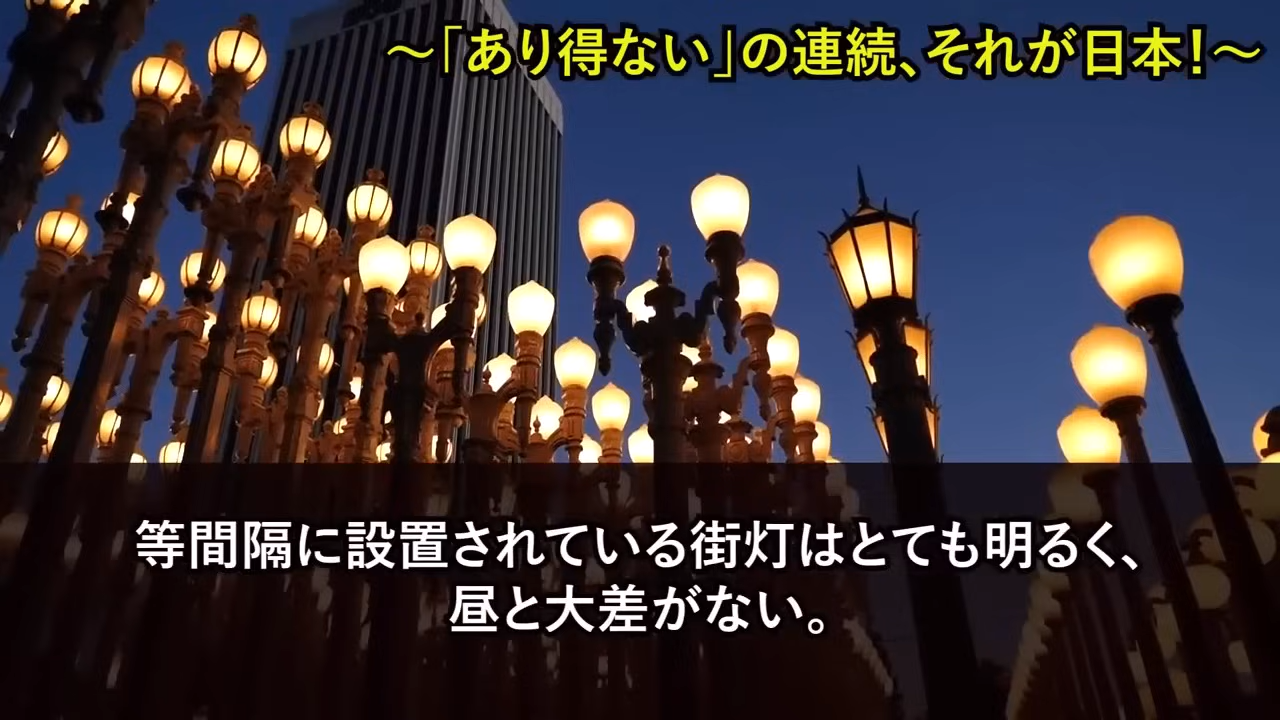 〜「あり得ない」の連続、それが日本！〜
等間隔に設置されている街灯はとても明るく、
昼と大差がない。